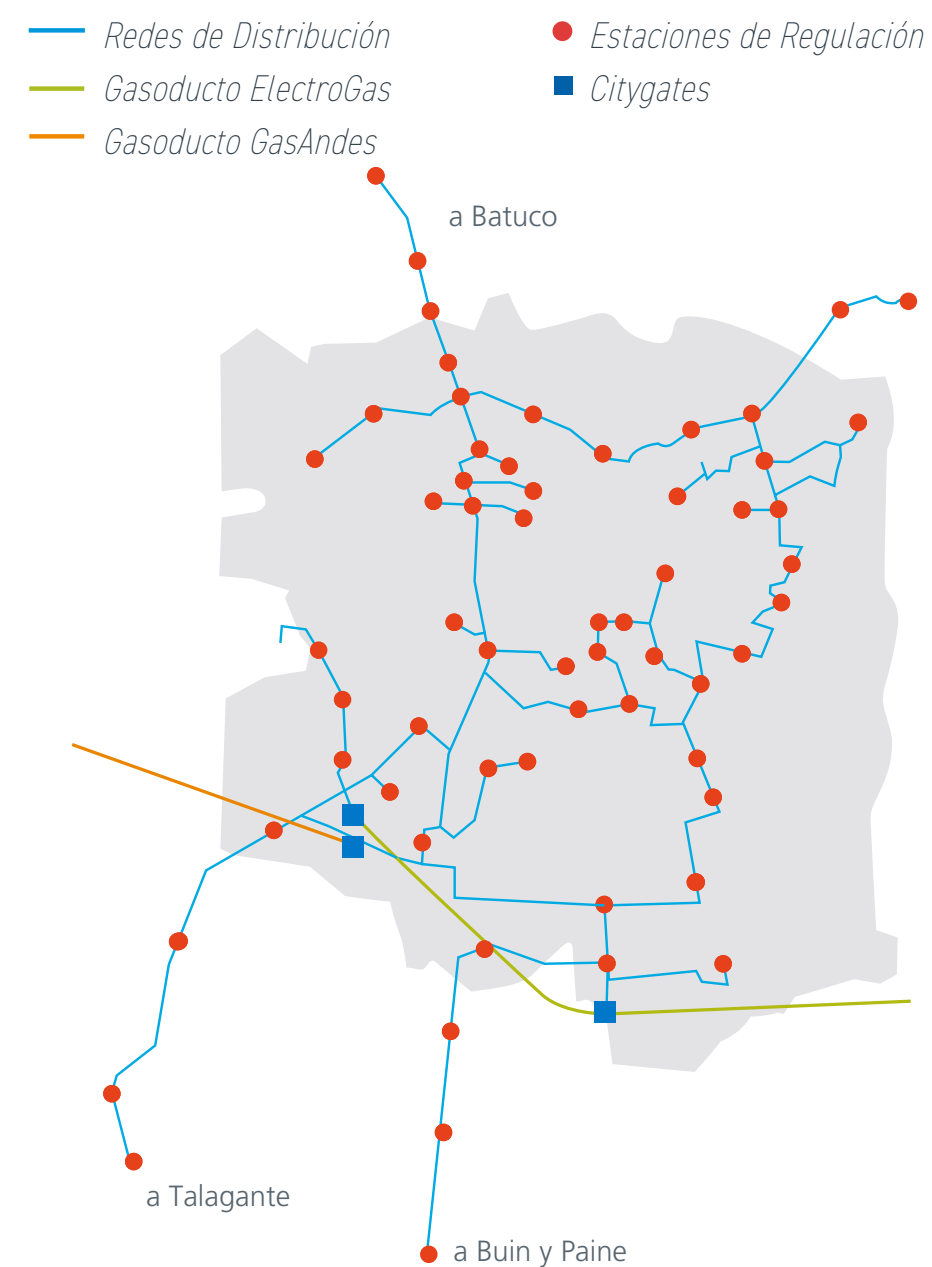 Redes de Distribución
Gasoducto ElectroGas
Gasoducto GasAndes
Estaciones de Regulación
Citygates
a Batuco
a Talagante
a Buin y Paine